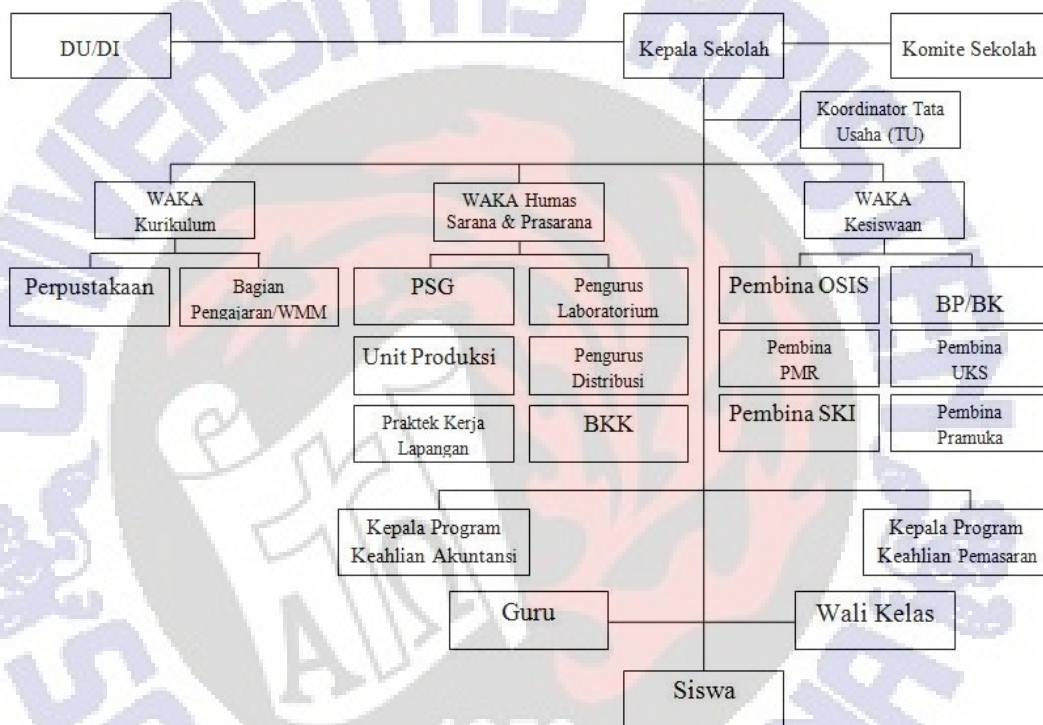 DU/DI
Kepala Sekolah
Komite Sekolah
Koordinator Tata
Usaha (TU)
WAKA
Kurikulum
WAKA Humas
Sarana & Prasarana
WAKA
Kesiswaan
Perpustakaan
Bagian
Pengajaran/WMM
PSG
Pengurus
Laboratorium
Pembina OSIS
BP/BK
Unit Produksi
Pengurus
Distribusi
Pembina
PMR
Pembina
UKS
Praktek Kerja
Lapangan
BKK
Pembina SKI
Pembina
Pramuka
Kepala Program
Keahlian Akuntansi
Kepala Program
Keahlian Pemasaran
Guru
Wali Kelas
Siswa